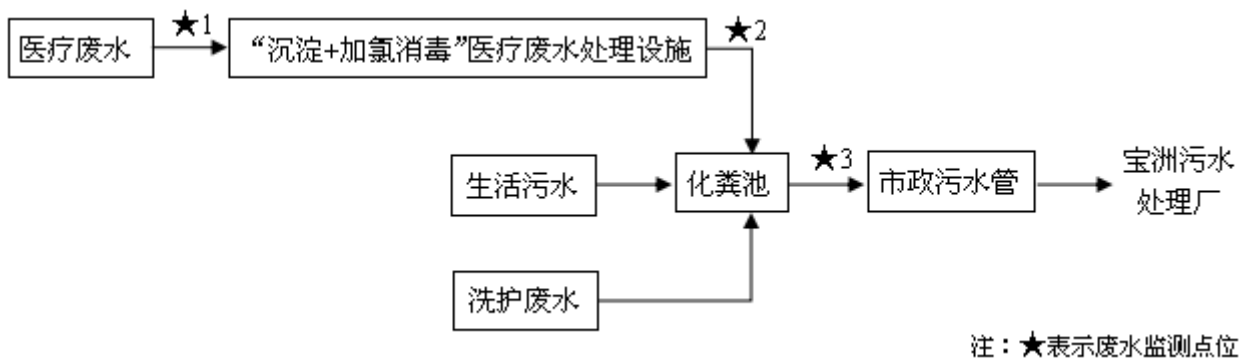 医疗废水
★1
“沉淀+加氯消毒”医疗废水处理设施
★2
生活污水
化粪池
★3
市政污水管
宝洲污水
处理厂
洗护废水
注：★表示废水监测点位